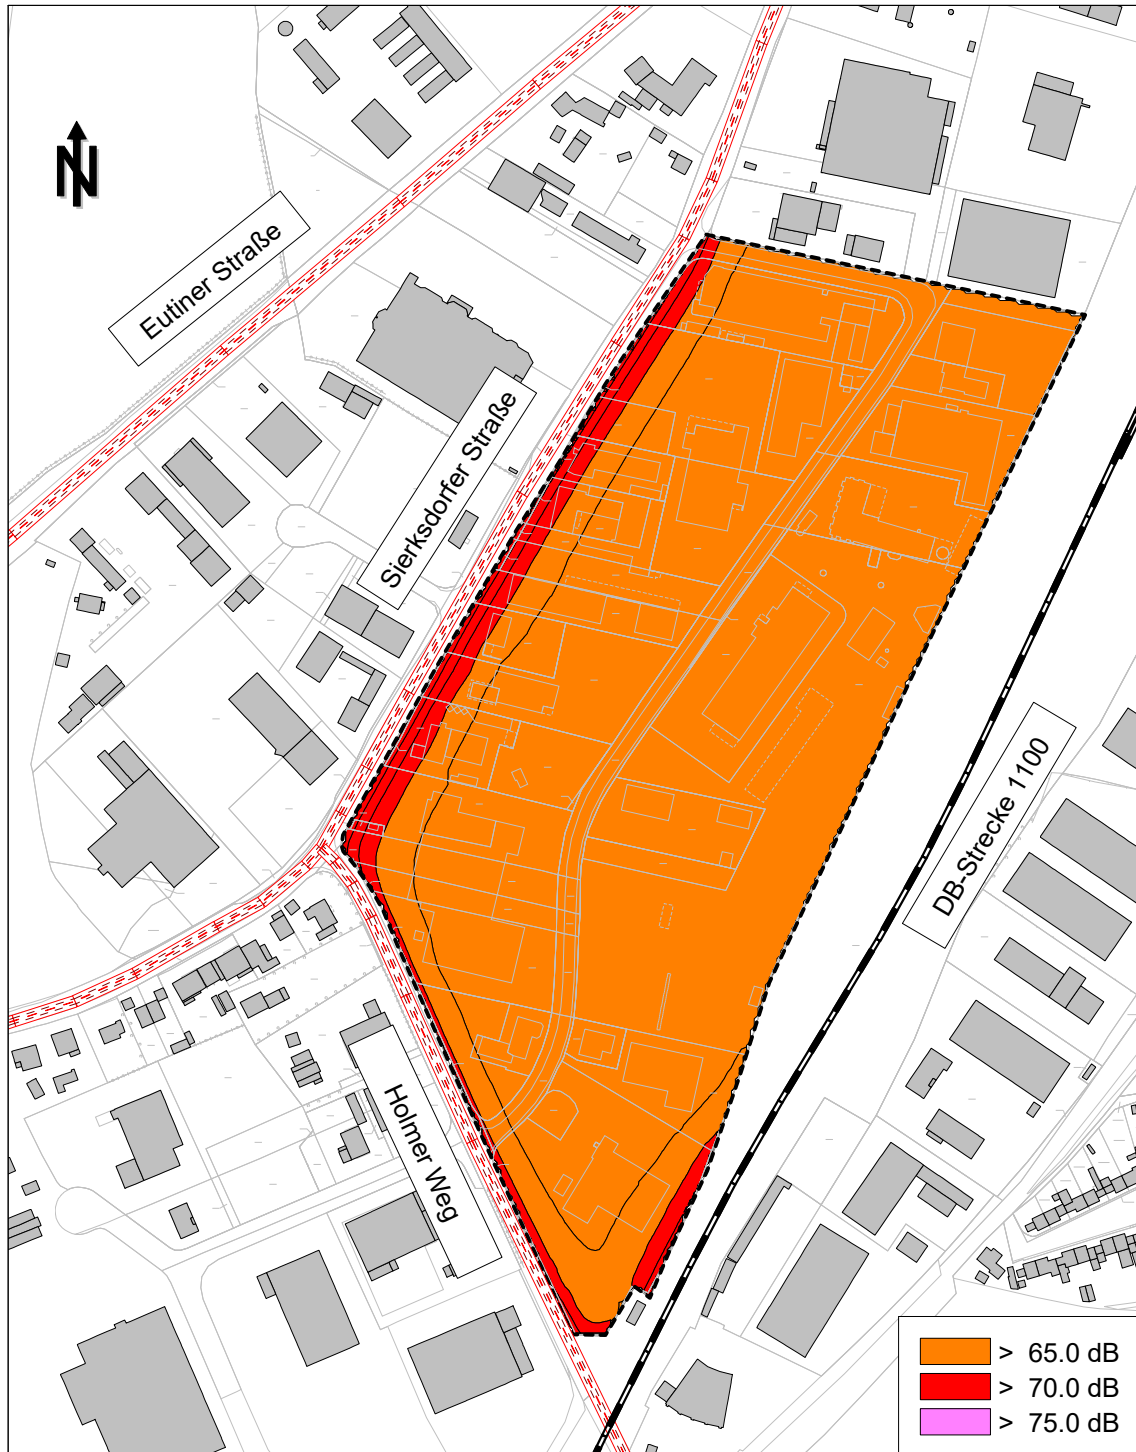 N
Eutiner Straße
Sierksdorfer Straße
DB-Strecke 1100
Holmer Weg
> 65.0 dB
> 70.0 dB
> 75.0 dB